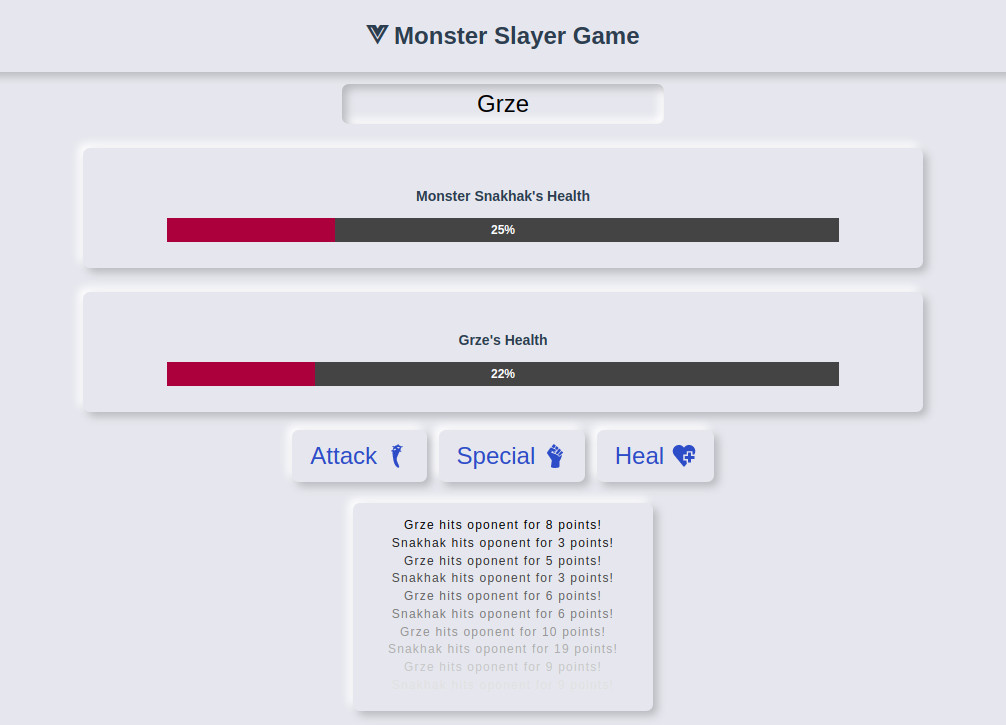 Monster Slayer Game
Grze
Monster Snakhak's Health
25%
Grze's Health
22%
Attack
Special
Heal
Grze hits oponent for 8 points!
Snakhak hits oponent for 3 points!
Grze hits oponent for 5 points!
Snakhak hits oponent for 3 points!
Grze hits oponent for 6 points!
Snakhak hits oponent for 6 points!
Grze hits oponent for 10 points!
Snakhak hits oponent for 19 points!
Grze hits oponent for 9 points!
Snakhak hits oponent for points!